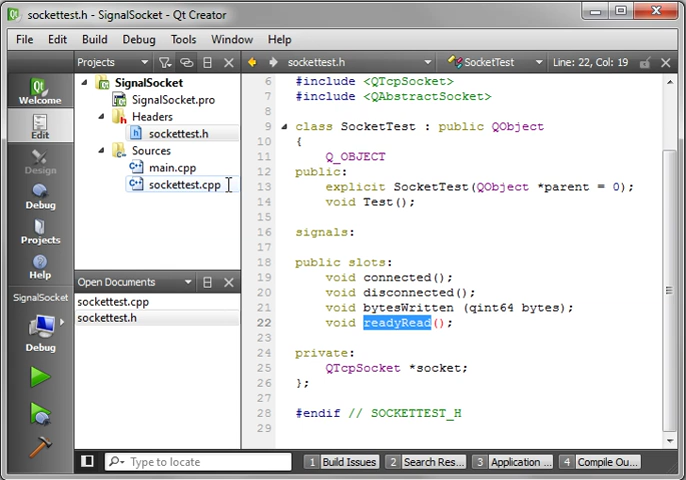 sockettest.h - SignalSocket - Qt Creator
File Edit Build Debug Tools Window Help
Projects
sockettest.h
SocketTest
Line: 22, Col: 19
Welcome
Edit
Design
Debug
Projects
Help
SignalSocket
Debug
SignalSocket
SignalSocket.pro
Headers
sockettest.h
Sources
main.cpp
sockettest.cpp
Open Documents
sockettest.cpp
sockettest.h
6 #include <QTcpSocket>
7 #include <QAbstractSocket>
8
9 class SocketTest : public QObject
10 {
11 Q_OBJECT
12 public:
13 explicit SocketTest(QObject *parent = 0);
14 void Test();
15
16 signals:
17
18 public slots:
19 void connected();
20 void disconnected();
21 void bytesWritten (qint64 bytes);
22 void readyRead();
23
24 private:
25 QTcpSocket *socket;
26 };
27
28 #endif // SOCKETTEST_H
29
Type to locate
1 Build Issues
2 Search Res...
3 Application ...
4 Compile Ou...